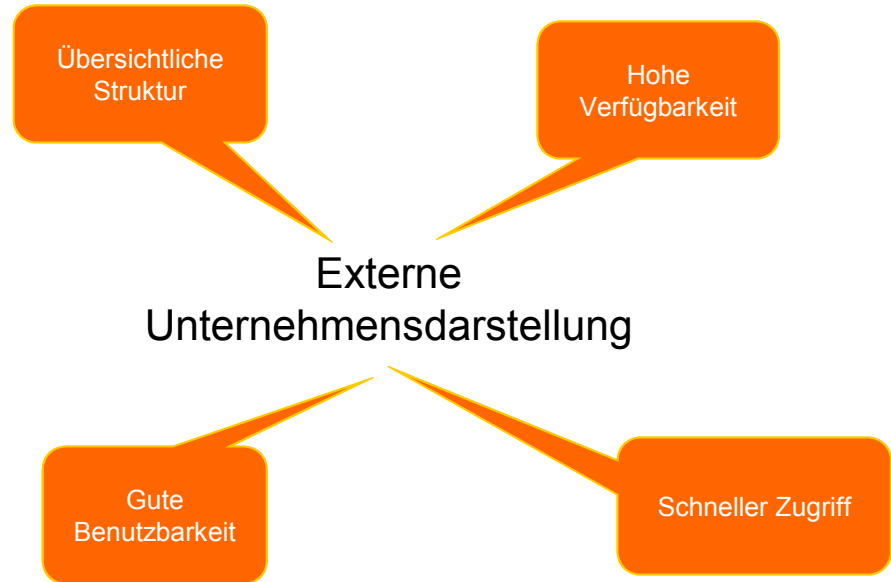 Übersichtliche
Struktur
Hohe
Verfügbarkeit
Externe
Unternehmensdarstellung
Gute
Benutzbarkeit
Schneller Zugriff